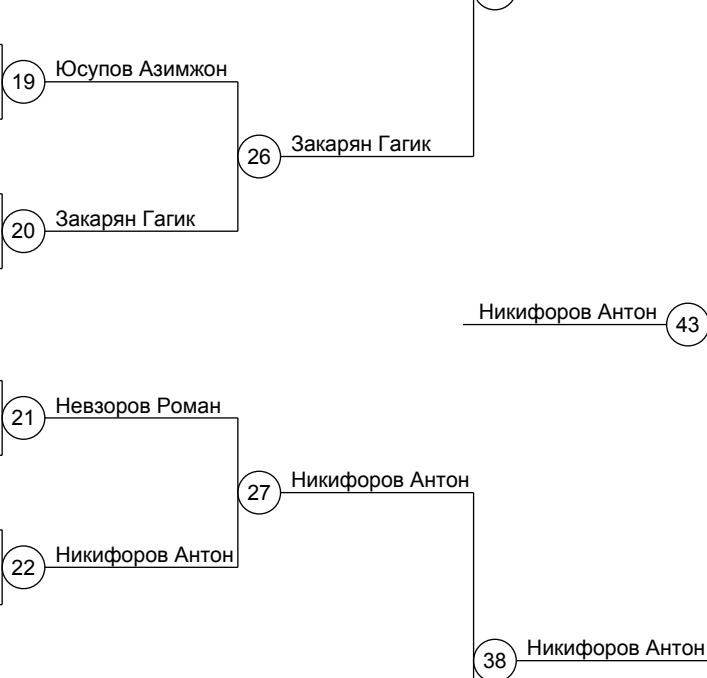 19 Юсупов Азимжон
26 Закарян Гагик
20 Закарян Гагик
Никифоров Антон 43
21 Невзоров Роман
27 Никифоров Антон
22 Никифоров Антон
38 Никифоров Антон